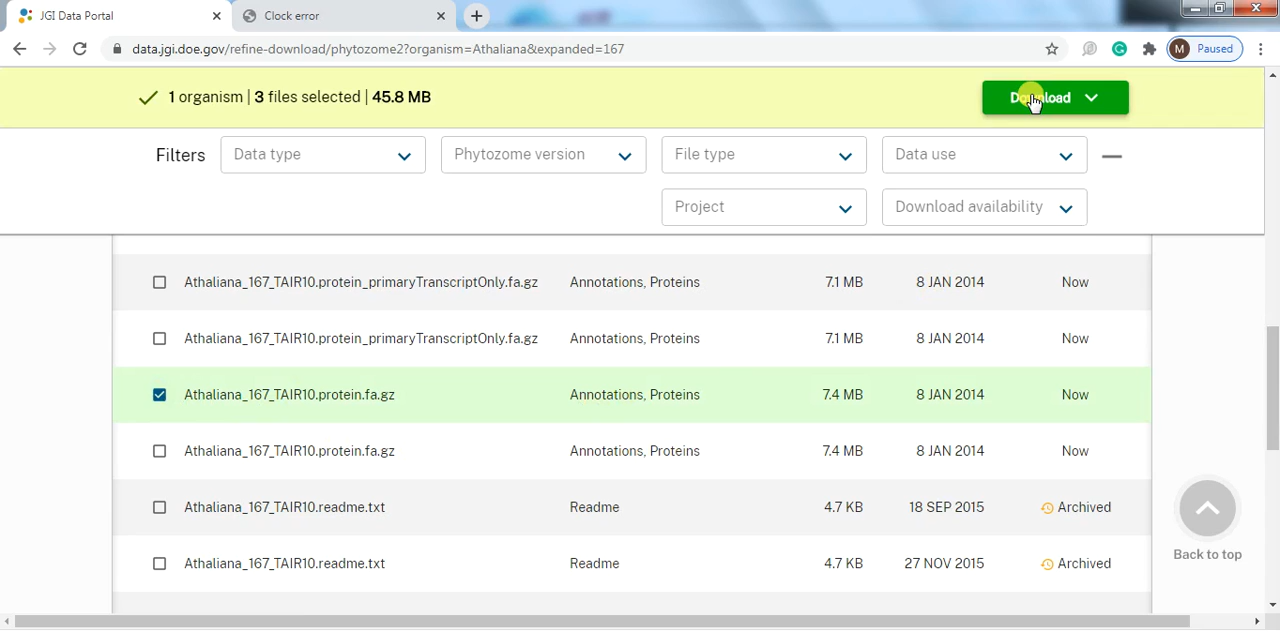 JGI Data Portal
Clock error
data.jgi.doe.gov/refine-download/phytozome2?organism=Athaliana&expanded=167
M Paused
1 organism | 3 files selected | 45.8 MB
Download
Filters Data type Phytozome version File type Data use
Project Download availability
Athaliana_167_TAIR10.protein_primaryTranscriptOnly.fa.gz Annotations, Proteins 7.1 MB 8 JAN 2014 Now
Athaliana_167_TAIR10.protein_primaryTranscriptOnly.fa.gz Annotations, Proteins 7.1 MB 8 JAN 2014 Now
Athaliana_167_TAIR10.protein.fa.gz Annotations, Proteins 7.4 MB 8 JAN 2014 Now
Athaliana_167_TAIR10.protein.fa.gz Annotations, Proteins 7.4 MB 8 JAN 2014 Now
Athaliana_167_TAIR10.readme.txt Readme 4.7 KB 18 SEP 2015 Archived
Athaliana_167_TAIR10.readme.txt Readme 4.7 KB 27 NOV 2015 Archived
Back to top